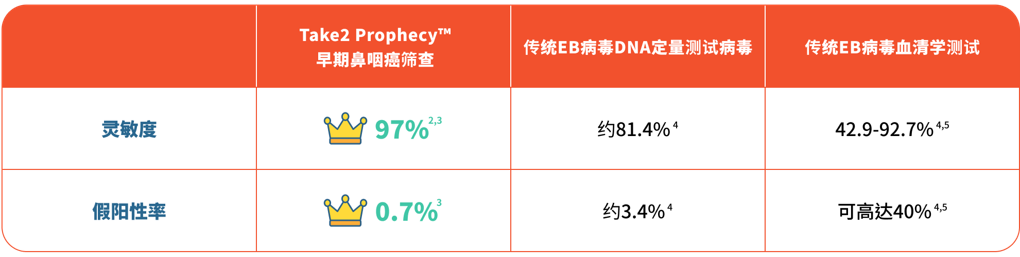 Take2 Prophecy™
早期鼻咽癌筛查
传统EB病毒DNA定量测试病毒
传统EB病毒血清学测试
灵敏度
97%2,3
约81.4%4
42.9-92.7%4,5
假阳性率
0.7%3
约3.4%4
可高達40%4,5